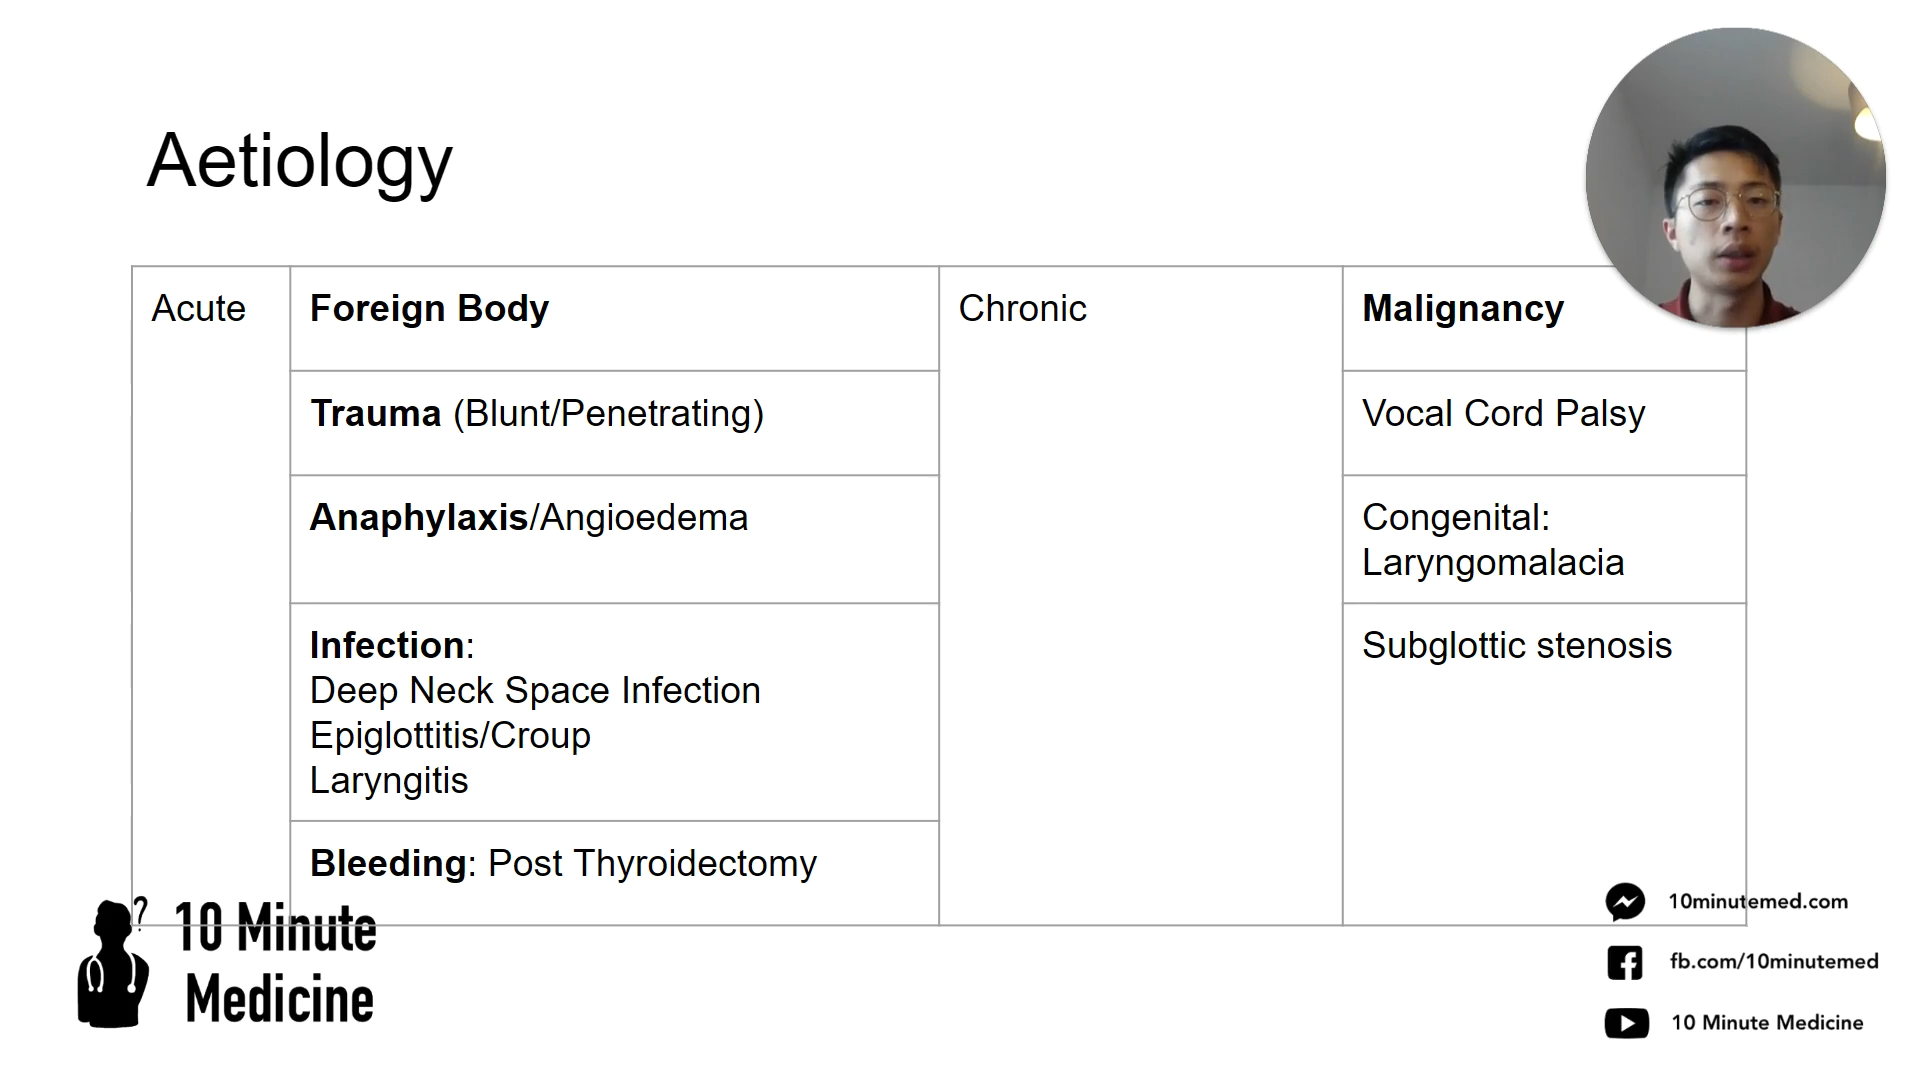 Aetiology
Acute
Foreign Body
Chronic
Malignancy
Trauma (Blunt/Penetrating)
Vocal Cord Palsy
Anaphylaxis/Angioedema
Congenital:
Laryngomalacia
Infection:
Deep Neck Space Infection
Epiglottitis/Croup
Laryngitis
Subglottic stenosis
Bleeding: Post Thyroidectomy
?
10 Minute
Medicine
10minutemed.com
fb.com/10minutemed
10 Minute Medicine